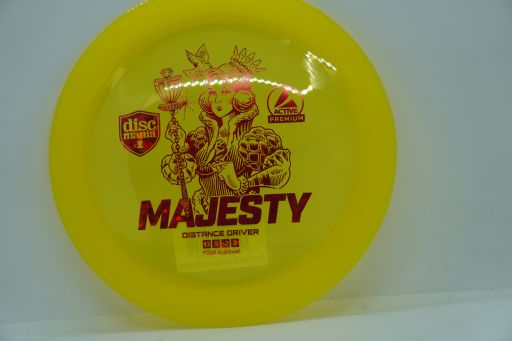 disc
mania
ACTIVE
PREMIUM
MAJESTY
DISTANCE DRIVER
PDGA Approved